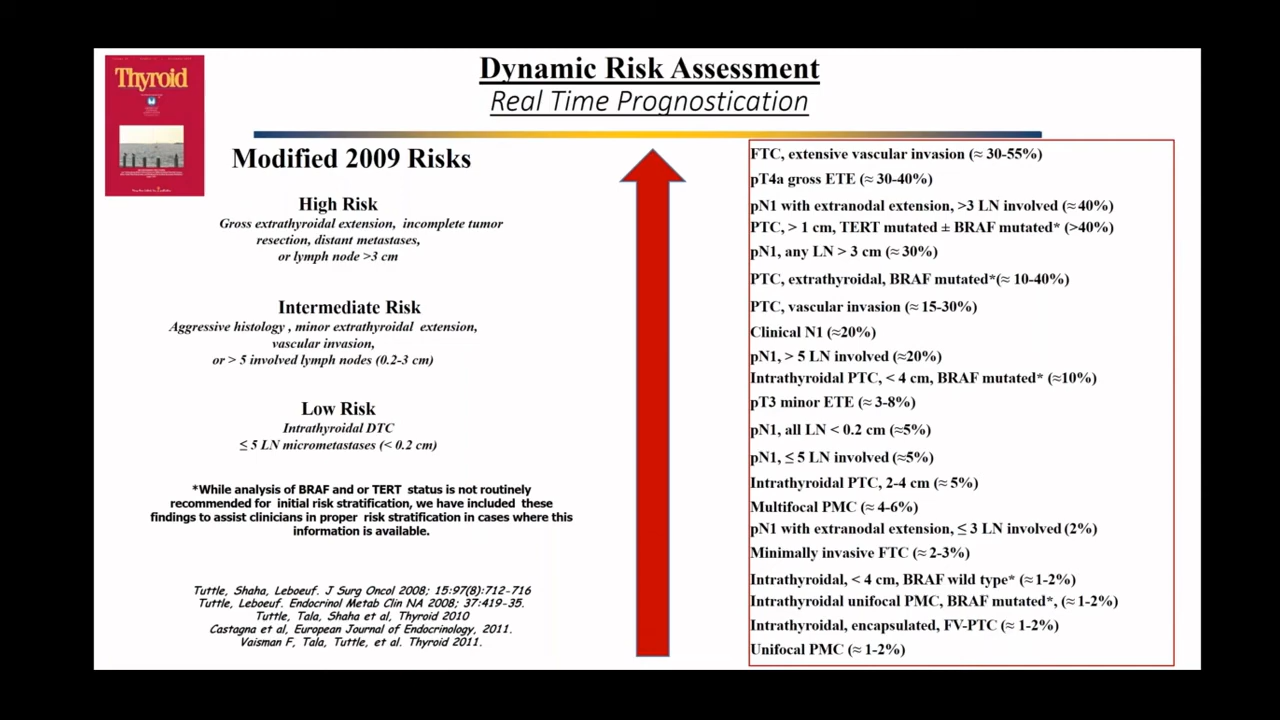 Thyroid
Dynamic Risk Assessment
Real Time Prognostication
Modified 2009 Risks
High Risk
Gross extrathyroidal extension, incomplete tumor
resection, distant metastases,
or lymph node >3 cm
Intermediate Risk
Aggressive histology , minor extrathyroidal extension,
vascular invasion,
or > 5 involved lymph nodes (0.2-3 cm)
Low Risk
Intrathyroidal DTC
≤ 5 LN micrometastases (< 0.2 cm)
*While analysis of BRAF and or TERT status is not routinely
recommended for initial risk stratification, we have included these
findings to assist clinicians in proper risk stratification in cases where this
information is available.
Tuttle, Shaha, Leboeuf. J Surg Oncol 2008; 15:97(8):712-716
Tuttle, Leboeuf. Endocrinol Metab Clin NA 2008; 37:419-35.
Tuttle, Tala, Shaha et al, Thyroid 2010
Castagna et al, European Journal of Endocrinology, 2011.
Vaisman F, Tala, Tuttle, et al. Thyroid 2011.
FTC, extensive vascular invasion (≈ 30-55%)
pT4a gross ETE (≈ 30-40%)
pN1 with extranodal extension, >3 LN involved (≈ 40%)
PTC, > 1 cm, TERT mutated ± BRAF mutated* (>40%)
pN1, any LN > 3 cm (≈ 30%)
PTC, extrathyroidal, BRAF mutated*(≈ 10-40%)
PTC, vascular invasion (≈ 15-30%)
Clinical N1 (≈20%)
pN1, > 5 LN involved (≈20%)
Intrathyroidal PTC, < 4 cm, BRAF mutated* (≈10%)
pT3 minor ETE (≈ 3-8%)
pN1, all LN < 0.2 cm (≈5%)
pN1, ≤ 5 LN involved (≈5%)
Intrathyroidal PTC, 2-4 cm (≈ 5%)
Multifocal PMC (≈ 4-6%)
pN1 with extranodal extension, ≤ 3 LN involved (2%)
Minimally invasive FTC (≈ 2-3%)
Intrathyroidal, < 4 cm, BRAF wild type* (≈ 1-2%)
Intrathyroidal unifocal PMC, BRAF mutated*, (≈ 1-2%)
Intrathyroidal, encapsulated, FV-PTC (≈ 1-2%)
Unifocal PMC (≈ 1-2%)